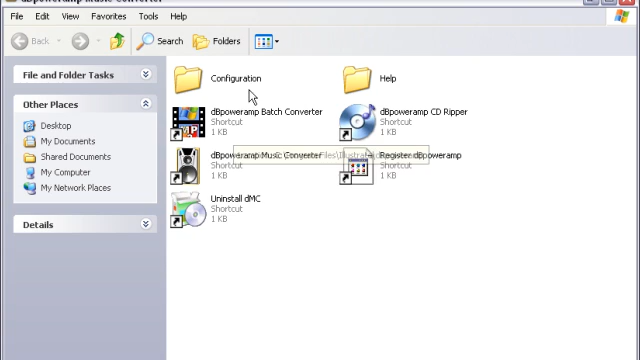 dBpoweramp Music Converter
File Edit View Favorites Tools Help
Back Search Folders
File and Folder Tasks
Other Places
Desktop
My Documents
Shared Documents
My Computer
My Network Places
Details
Configuration
Help
dBpoweramp Batch Converter
Shortcut
1 KB
dBpoweramp CD Ripper
Shortcut
1 KB
dBpoweramp Music Converter
Shortcut
1 KB
Register dBpoweramp
Shortcut
1 KB
Uninstall dMC
Shortcut
1 KB